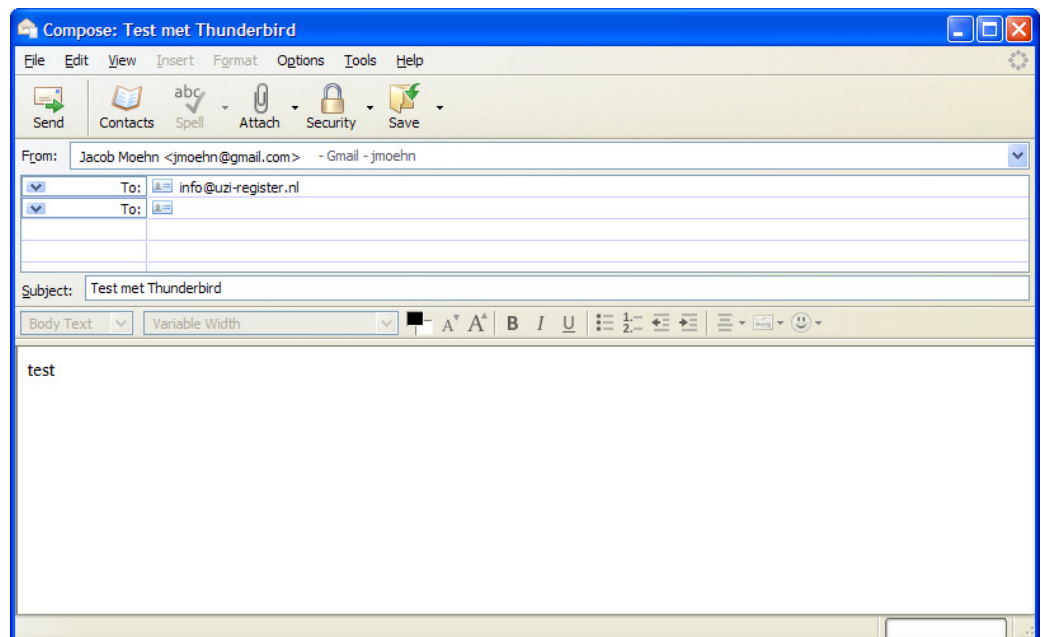 Compose: Test met Thunderbird
File Edit View Insert Format Options Tools Help
abc
Send Contacts Spell Attach Security Save
From: Jacob Moehn <jmoehn@gmail.com> - Gmail - jmoehn
To: info@uzi-register.nl
To:
Subject: Test met Thunderbird
Body Text Variable Width A A B I U
test